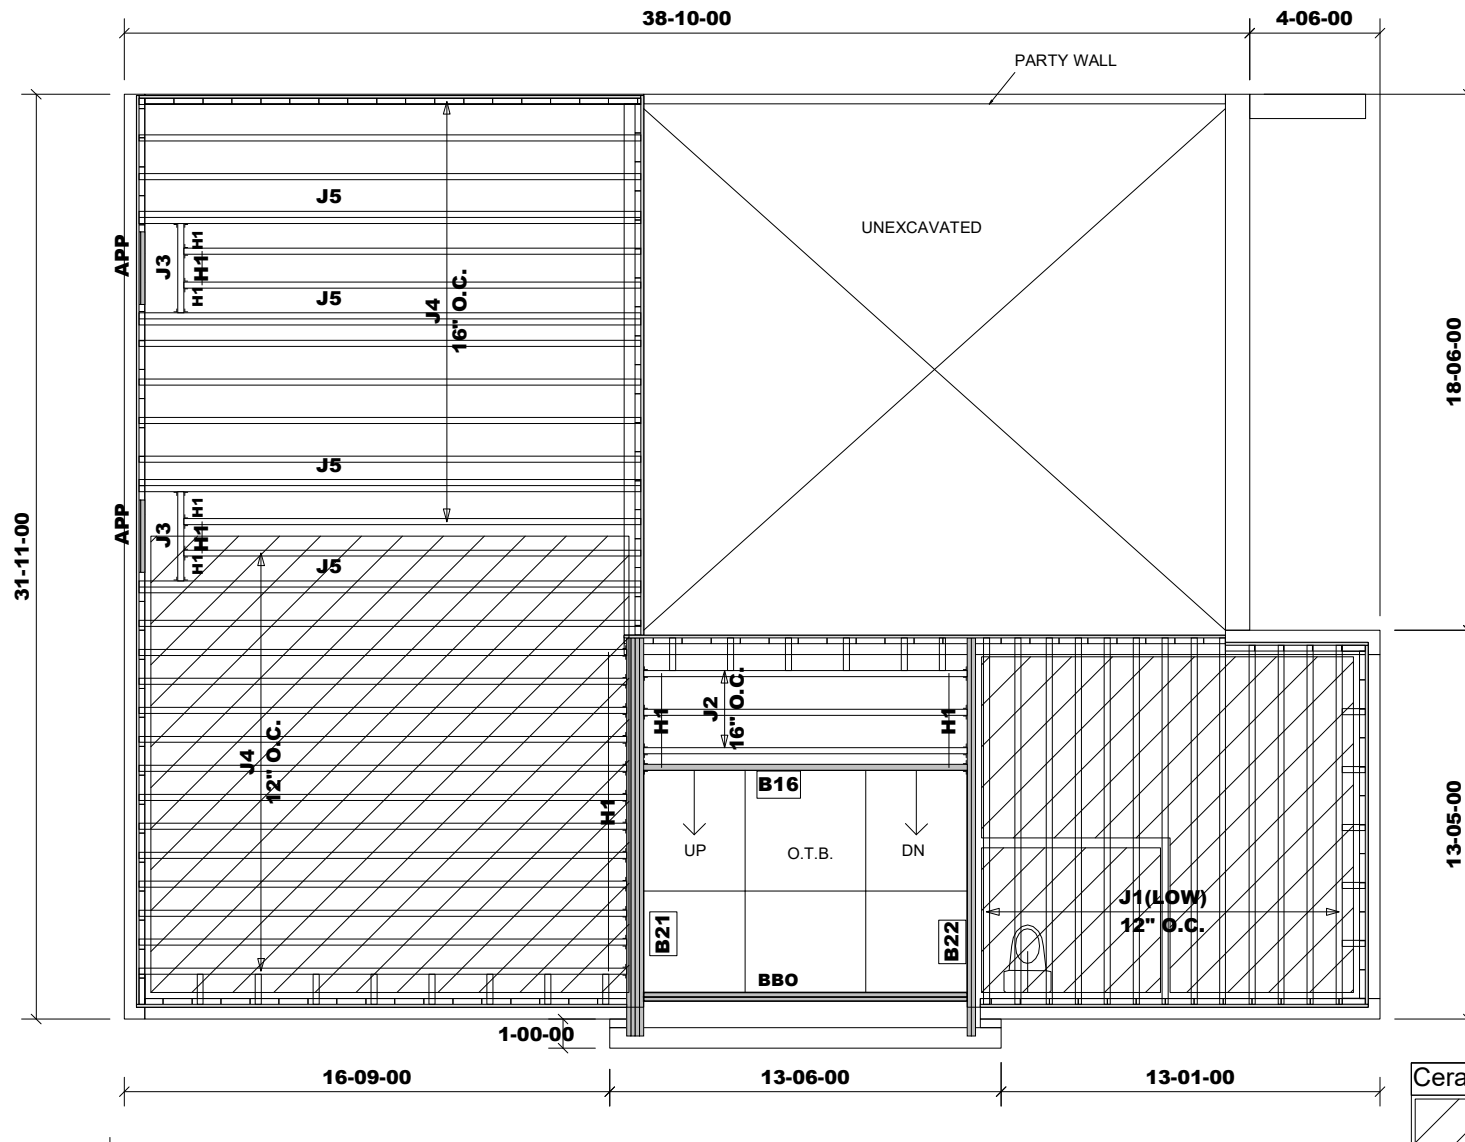 38-10-00
4-06-00
PARTY WALL
J5
UNEXCAVATED
APP
J3
H1
H1
H1
J5
J4
16" O.C.
18-06-00
J5
APP
J3
H1
H1
H1
J5
31-11-00
J4
12" O.C.
H1
H1
J2
16" O.C.
H1
B16
UP
O.T.B.
DN
13-05-00
J1(LOW)
12" O.C.
B21
B22
BBO
1-00-00
16-09-00
13-06-00
13-01-00
Cera